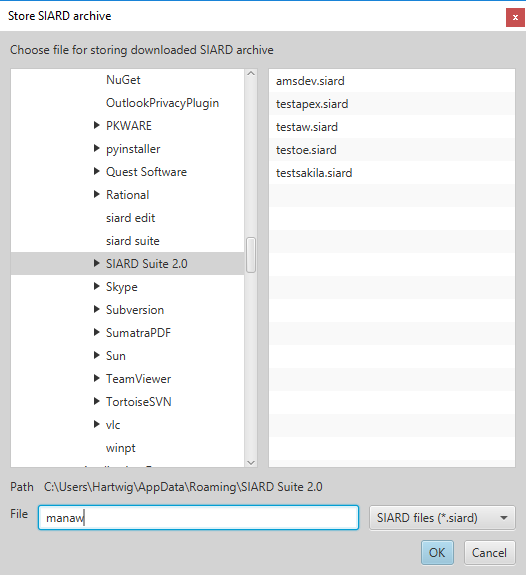 Store SIARD archive
x
Choose file for storing downloaded SIARD archive
NuGet
OutlookPrivacyPlugin
PKWARE
pyinstaller
Quest Software
Rational
siard edit
siard suite
SIARD Suite 2.0
Skype
Subversion
SumatraPDF
Sun
TeamViewer
TortoiseSVN
vlc
winpt
amsdev.siard
testapex.siard
testaw.siard
testoe.siard
testsakila.siard
Path C:\Users\Hartwig\AppData\Roaming\SIARD Suite 2.0
File manaw SIARD files (*.siard)
OK Cancel